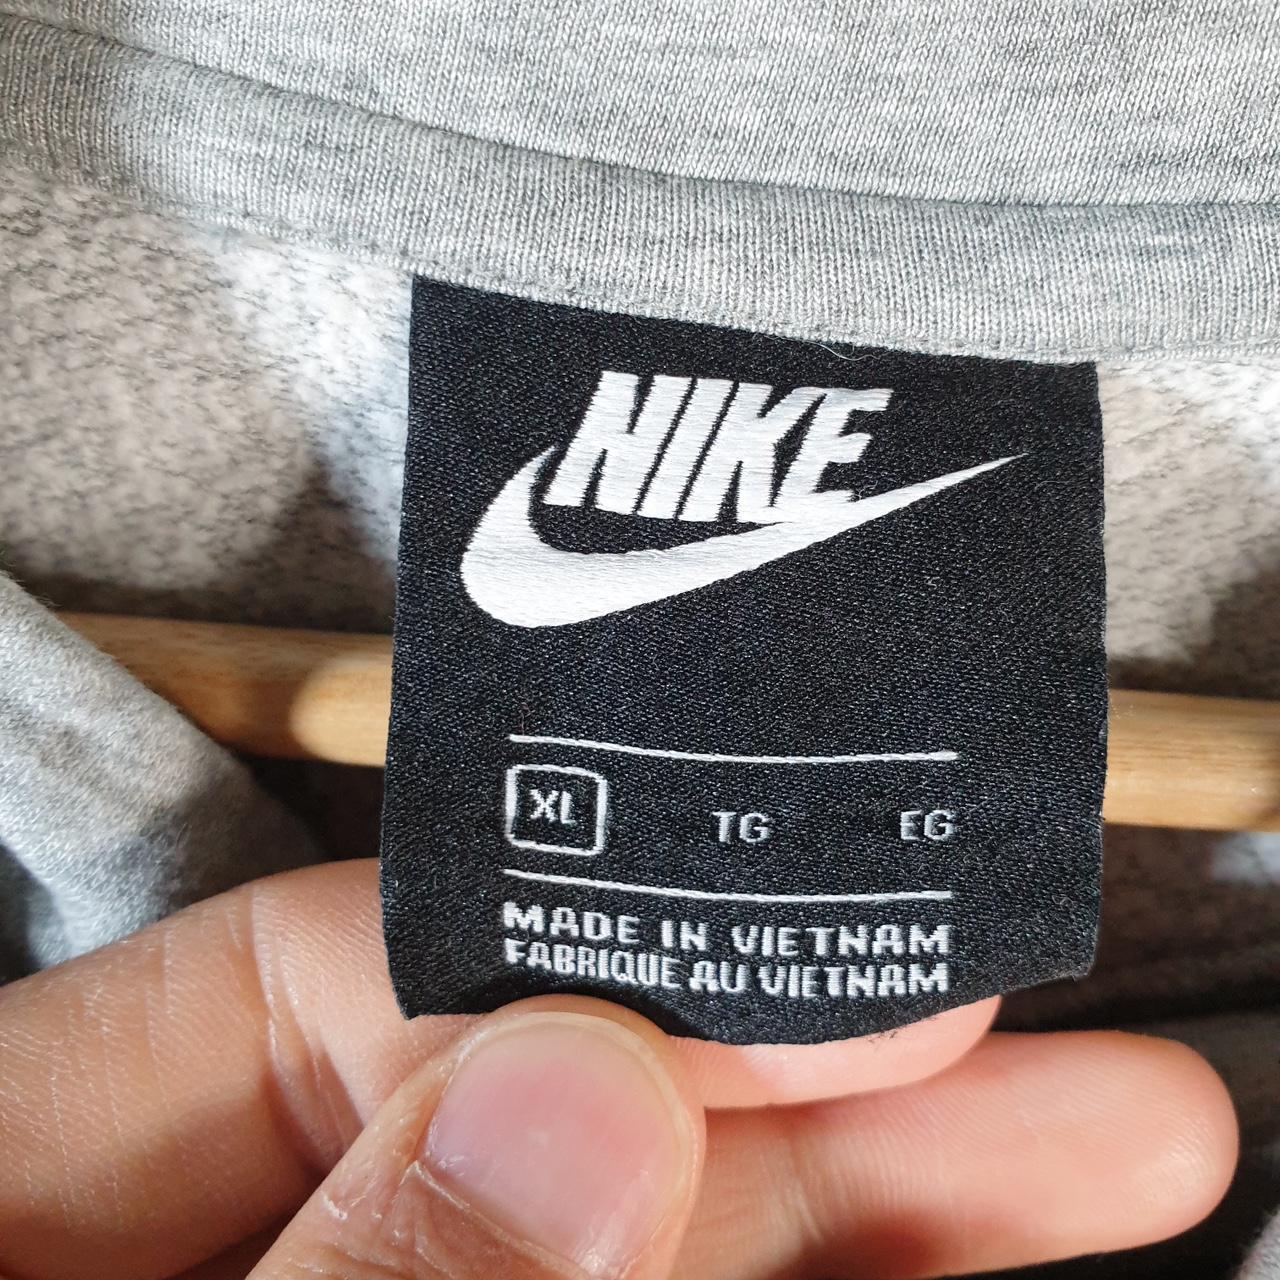 NIKE
XL TG EG
MADE IN VIETNAM
FABRIQUE AU VIETNAM